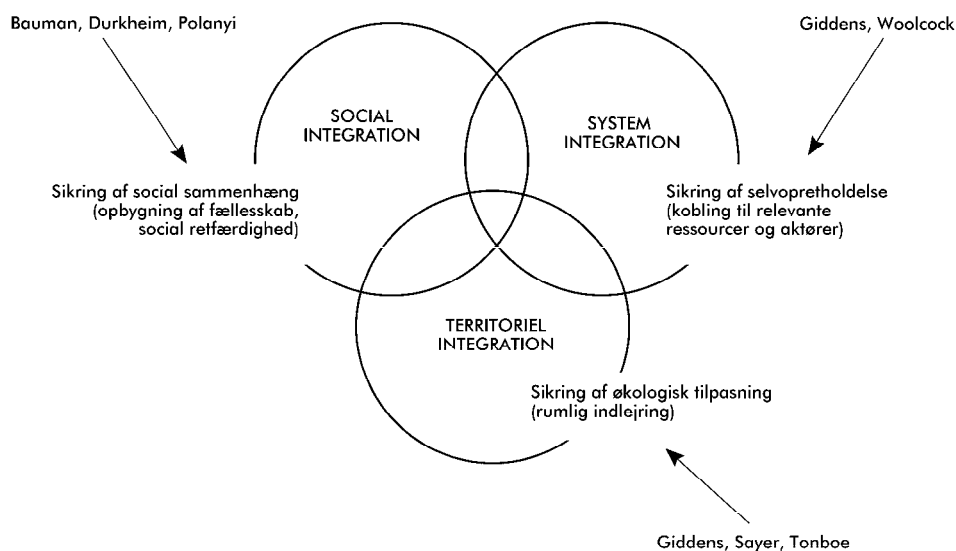 Bauman, Durkheim, Polanyi
Giddens, Woolcock
SOCIAL
INTEGRATION
SYSTEM
INTEGRATION
Sikring af social sammenhæng
(opbygning af fællesskab,
social retfærdighed)
Sikring af selvopretholdelse
(kobling til relevante
ressourcer og aktører)
TERRITORIEL
INTEGRATION
Sikring af økologisk tilpasning
(rumlig indlejring)
Giddens, Sayer, Tonboe